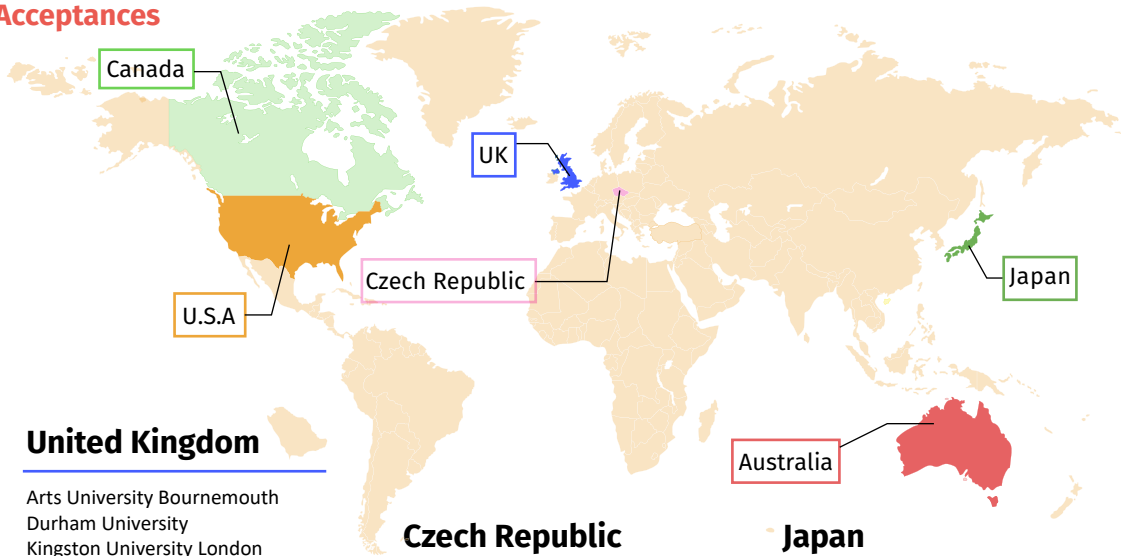 Acceptances
Canada
UK
Czech Republic
U.S.A
Japan
Australia
United Kingdom
Arts University Bournemouth
Durham University
Kingston University London
Czech Republic
Japan